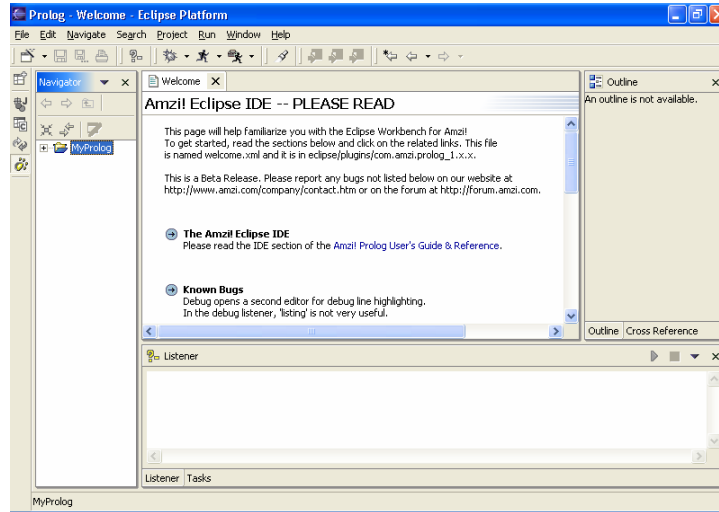 Prolog - Welcome - Eclipse Platform
File Edit Navigate Search Project Run Window Help
Navigator
Welcome
Outline
Amzi! Eclipse IDE -- PLEASE READ
An outline is not available.
This page will help familiarize you with the Eclipse Workbench for Amzi!
To get started, read the sections below and click on the related links. This file
is named welcome.xml and it is in eclipse/plugins/com.amzi.prolog_1.x.x.
MyProlog
This is a Beta Release. Please report any bugs not listed below on our website at
http://www.amzi.com/company/contact.htm or on the forum at http://forum.amzi.com.
The Amzi! Eclipse IDE
Please read the IDE section of the Amzi! Prolog User's Guide & Reference.
Known Bugs
Debug opens a second editor for debug line highlighting.
In the debug listener, 'listing' is not very useful.
Outline Cross Reference
Listener
Listener Tasks
MyProlog